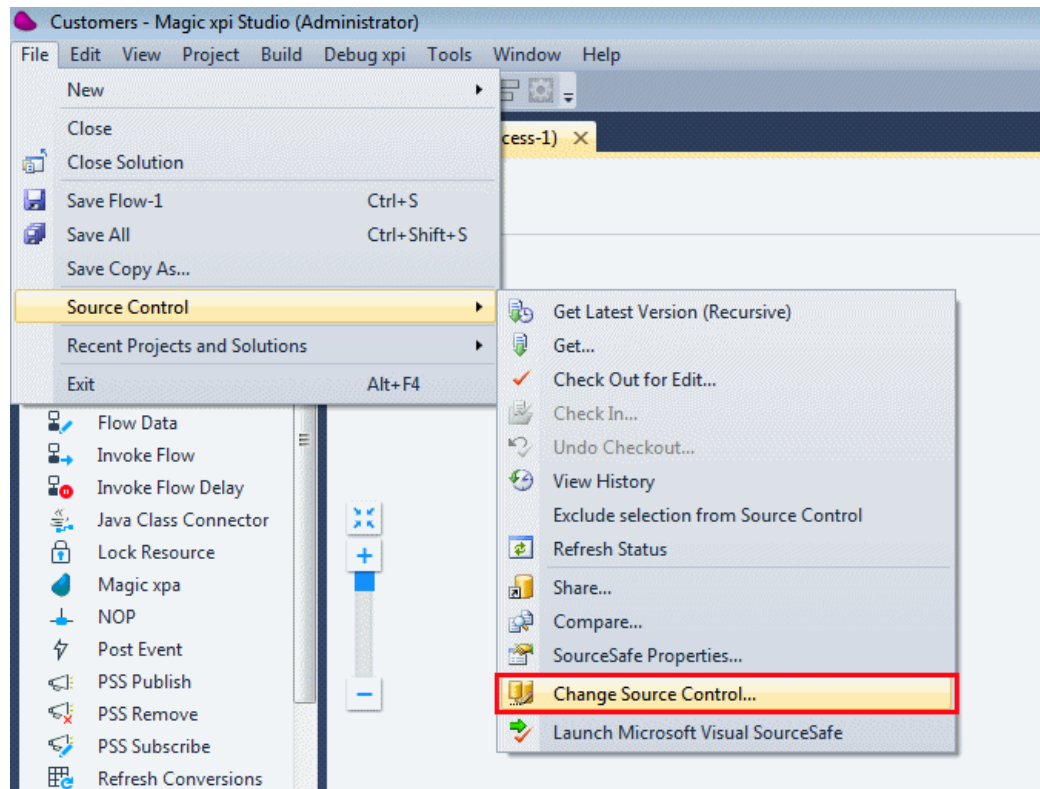 Customers - Magic xpi Studio (Administrator)
File Edit View Project Build Debug xpi Tools Window Help
New
Close
cess-1)
Close Solution
Save Flow-1 Ctrl+S
Save All Ctrl+Shift+S
Save Copy As...
Source Control
Recent Projects and Solutions
Exit Alt+F4
Get Latest Version (Recursive)
Get...
Check Out for Edit...
Check In...
Undo Checkout...
View History
Exclude selection from Source Control
Refresh Status
Share...
Compare...
SourceSafe Properties...
Change Source Control...
Launch Microsoft Visual SourceSafe
Flow Data
Invoke Flow
Invoke Flow Delay
Java Class Connector
Lock Resource
Magic xpa
NOP
Post Event
PSS Publish
PSS Remove
PSS Subscribe
Refresh Conversions